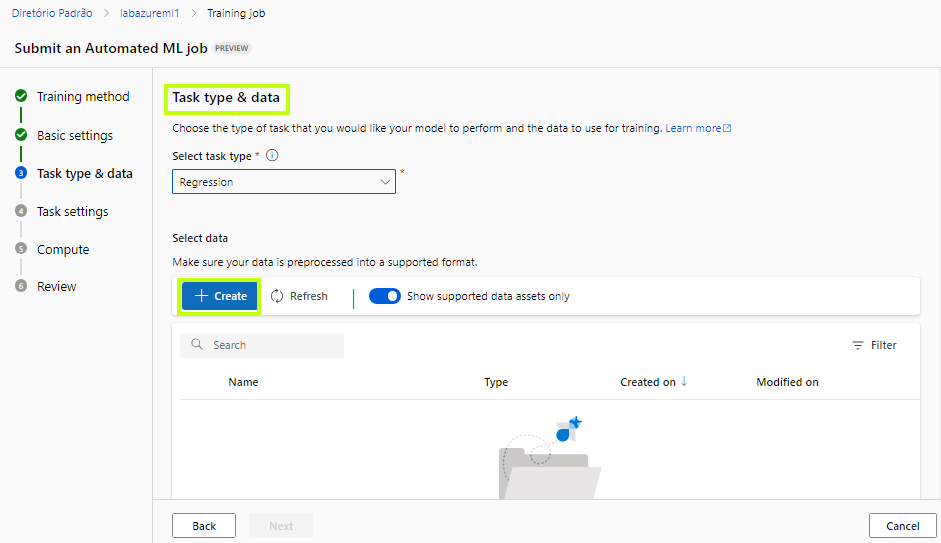 Diretório Padrão > labazureml1 > Training job
Submit an Automated ML job PREVIEW
Training method
Basic settings
3 Task type & data
4 Task settings
5 Compute
6 Review
Task type & data
Choose the type of task that you would like your model to perform and the data to use for training. Learn more
Select task type *
Regression *
Select data
Make sure your data is preprocessed into a supported format.
+ Create Refresh Show supported data assets only
Search Filter
Name Type Created on ↓ Modified on
Back Next Cancel